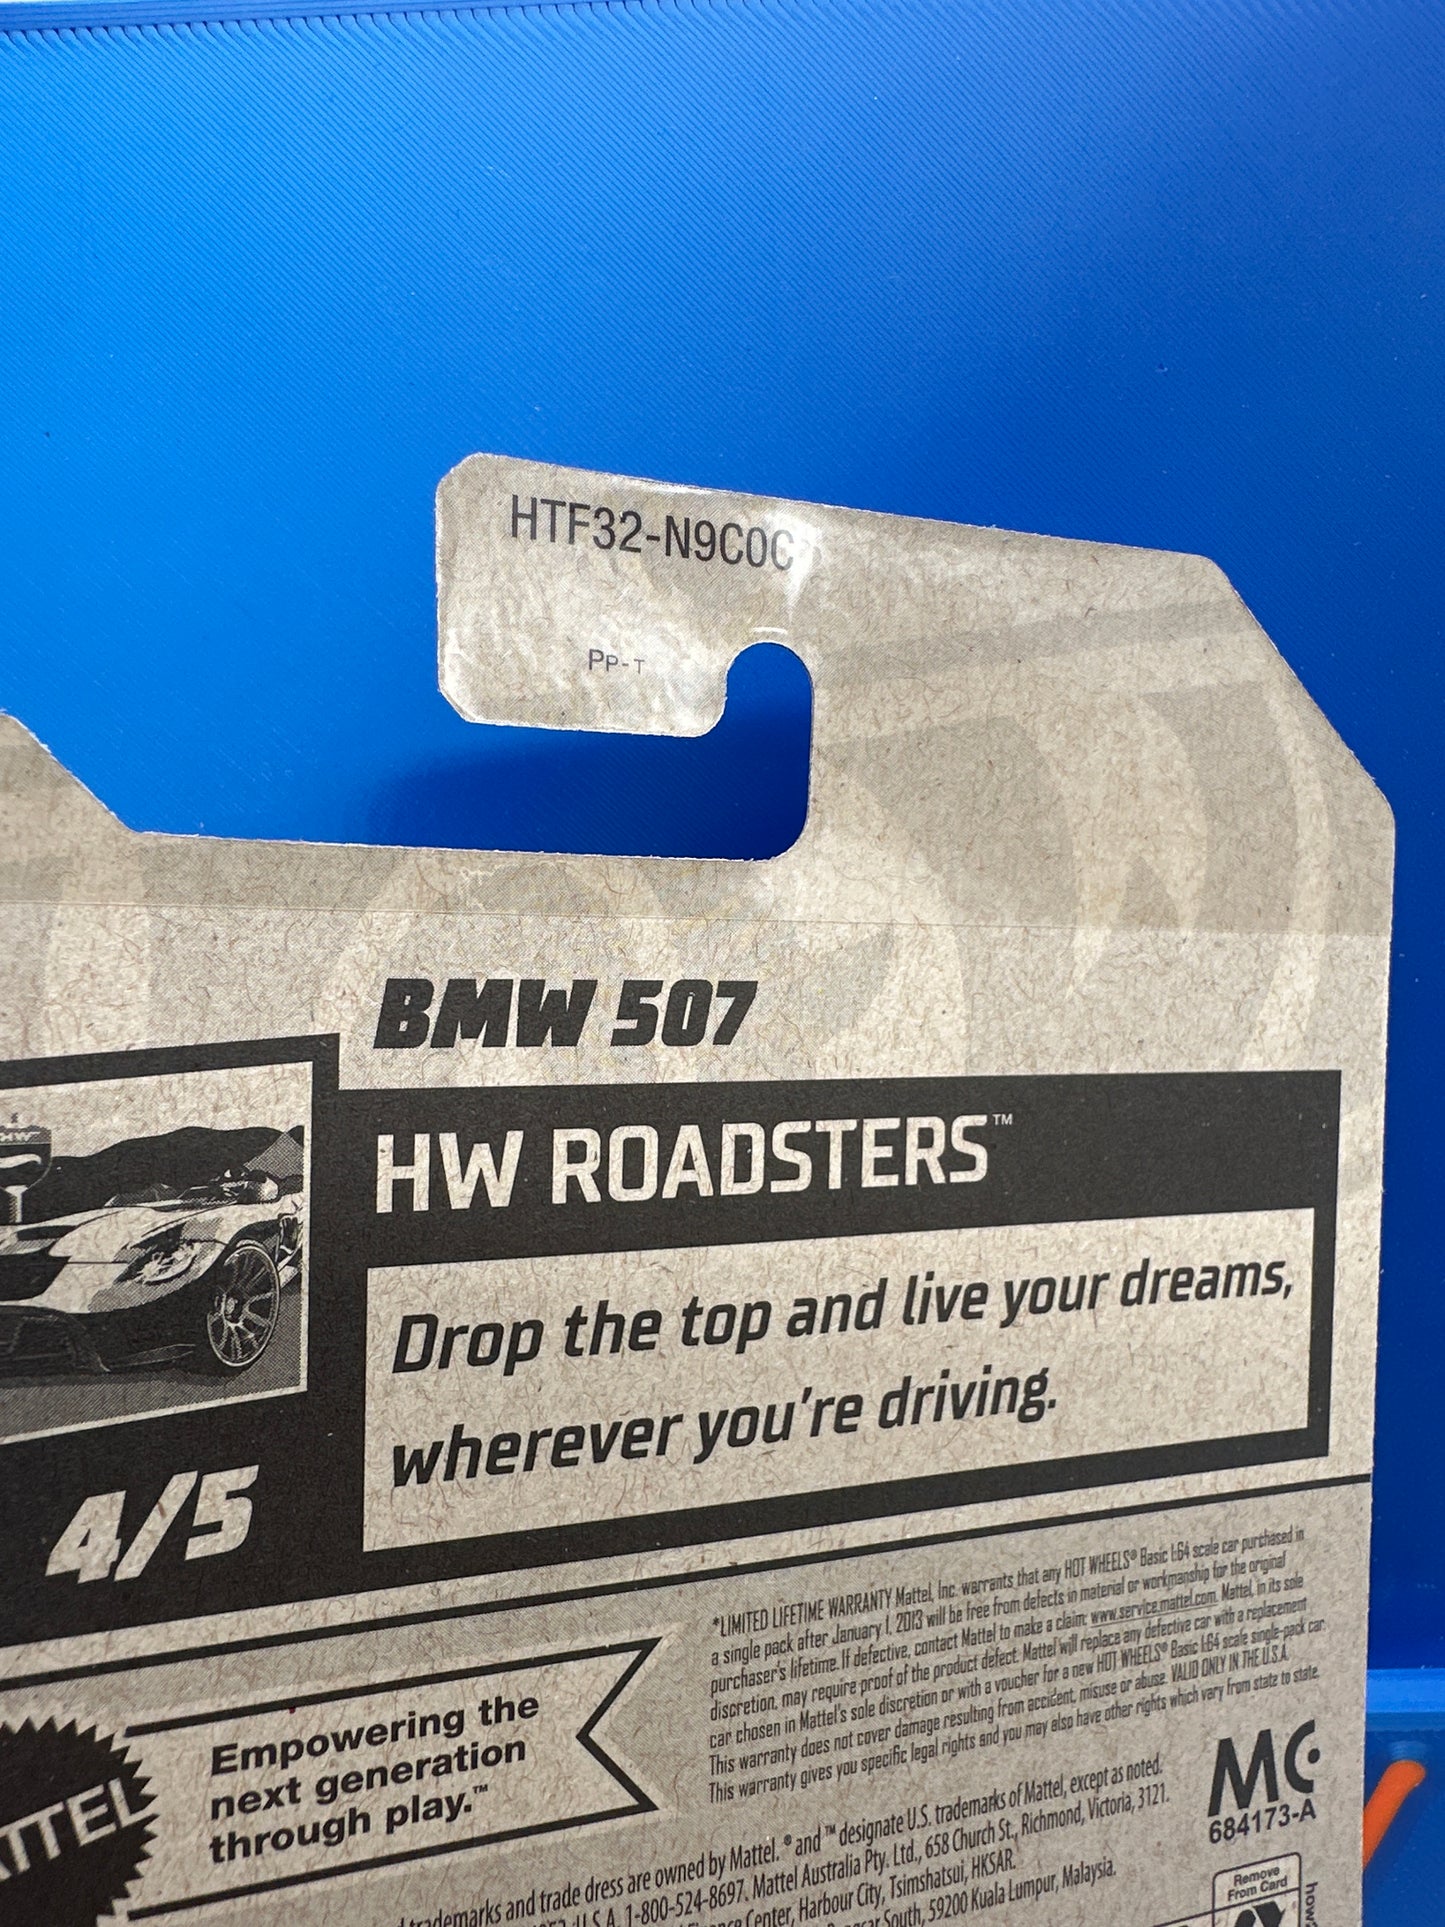 HTF32-N9C0C
PP-T
BMW 507
HW ROADSTERS™
Drop the top and live your dreams,
wherever you're driving.
4/5
*LIMITED LIFETIME WARRANTY Mattel, Inc. warrants that any HOT WHEELS® Basic 1:64 scale car purchased in
a single pack after January 1, 2013 will be free from defects in material or workmanship for the original
purchaser's lifetime. If defective, contact Mattel to make a claim: www.service.mattel.com. Mattel, in its sole
discretion, may require proof of the product defect. Mattel will replace any defective car with a replacement
car chosen in Mattel's sole discretion or with a voucher for a new HOT WHEELS® Basic 1:64 scale single-pack car.
This warranty does not cover damage resulting from accident, misuse or abuse. VALID ONLY IN THE U.S.A.
This warranty gives you specific legal rights and you may also have other rights which vary from state to state.
Empowering the
next generation
through play.™
MC
684173-A
trademarks and trade dress are owned by Mattel. ® and ™ designate U.S. trademarks of Mattel, except as noted.
U.S.A. 1-800-524-8697. Mattel Australia Pty. Ltd., 658 Church St., Richmond, Victoria, 3121.
Center, Harbour City, Tsimshatsui, HKSAR.
South, 59200 Kuala Lumpur, Malaysia.
Remove
From Card